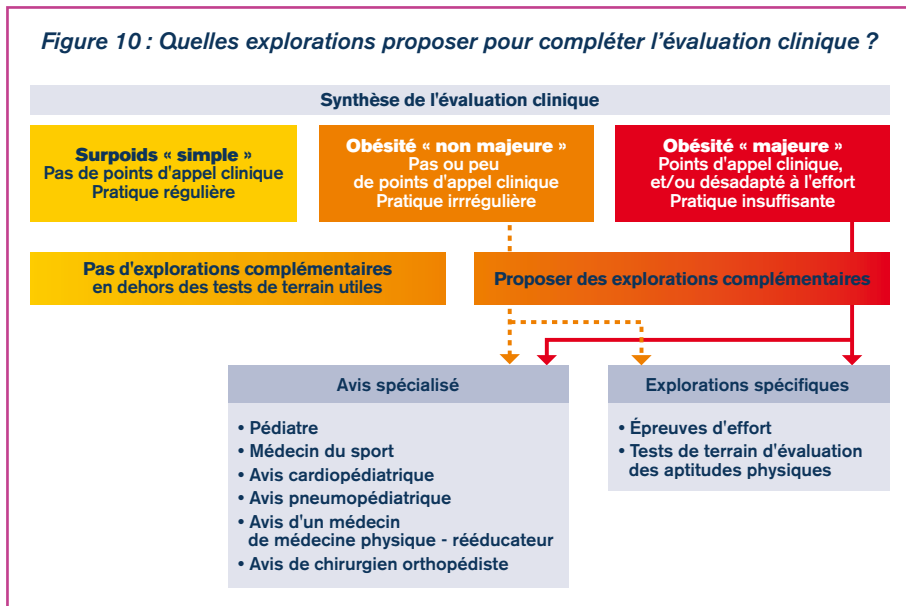 Figure 10 : Quelles explorations proposer pour compléter l'évaluation clinique ?
Synthèse de l'évaluation clinique
Surpoids « simple »
Pas de points d'appel clinique
Pratique régulière
Obésité « non majeure »
Pas ou peu
de points d'appel clinique
Pratique irrrégulière
Obésité « majeure »
Points d'appel clinique,
et/ou désadapté à l'effort
Pratique insuffisante
Pas d'explorations complémentaires
en dehors des tests de terrain utiles
Proposer des explorations complémentaires
Avis spécialisé
• Pédiatre
• Médecin du sport
• Avis cardiopédiatrique
• Avis pneumopédiatrique
• Avis d'un médecin
de médecine physique - rééducateur
• Avis de chirurgien orthopédiste
Explorations spécifiques
• Épreuves d'effort
• Tests de terrain d'évaluation
des aptitudes physiques